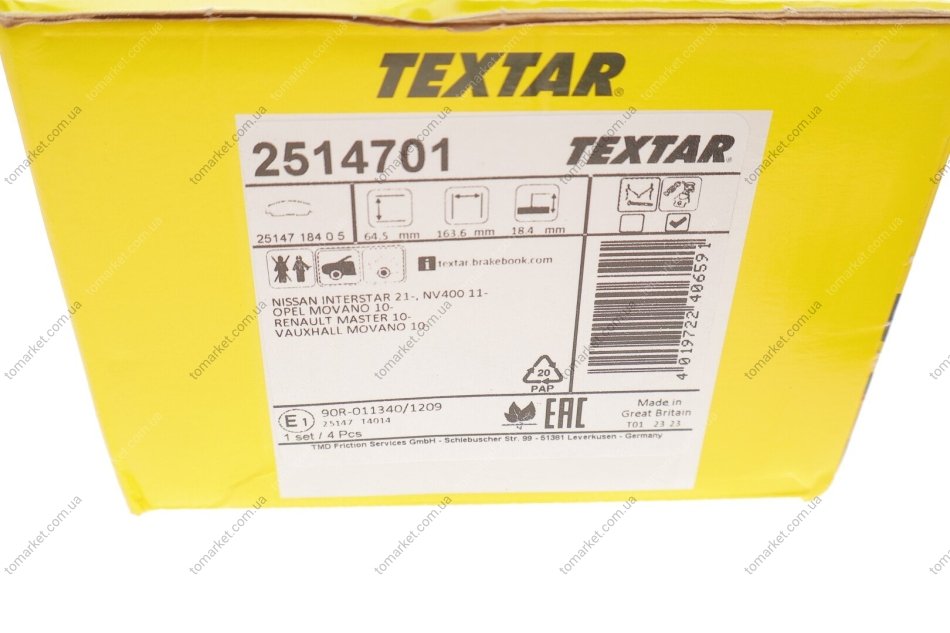 TEXTAR
2514701
TEXTAR
25147 184 0 5
64.5 mm
163.6 mm
18.4 mm
i textar.brakebook.com
NISSAN INTERSTAR 21-, NV400 11-
OPEL MOVANO 10-
RENAULT MASTER 10-
VAUXHALL MOVANO 10-
4 019722 406591
20
PAP
E1
90R-011340/1209
25147 14014
1 set / 4 Pcs
EAC
Made in
Great Britain
T01 23 23
TMD Friction Services GmbH - Schlebuscher Str. 99 - 51381 Leverkusen - Germany
tomarket.com.ua